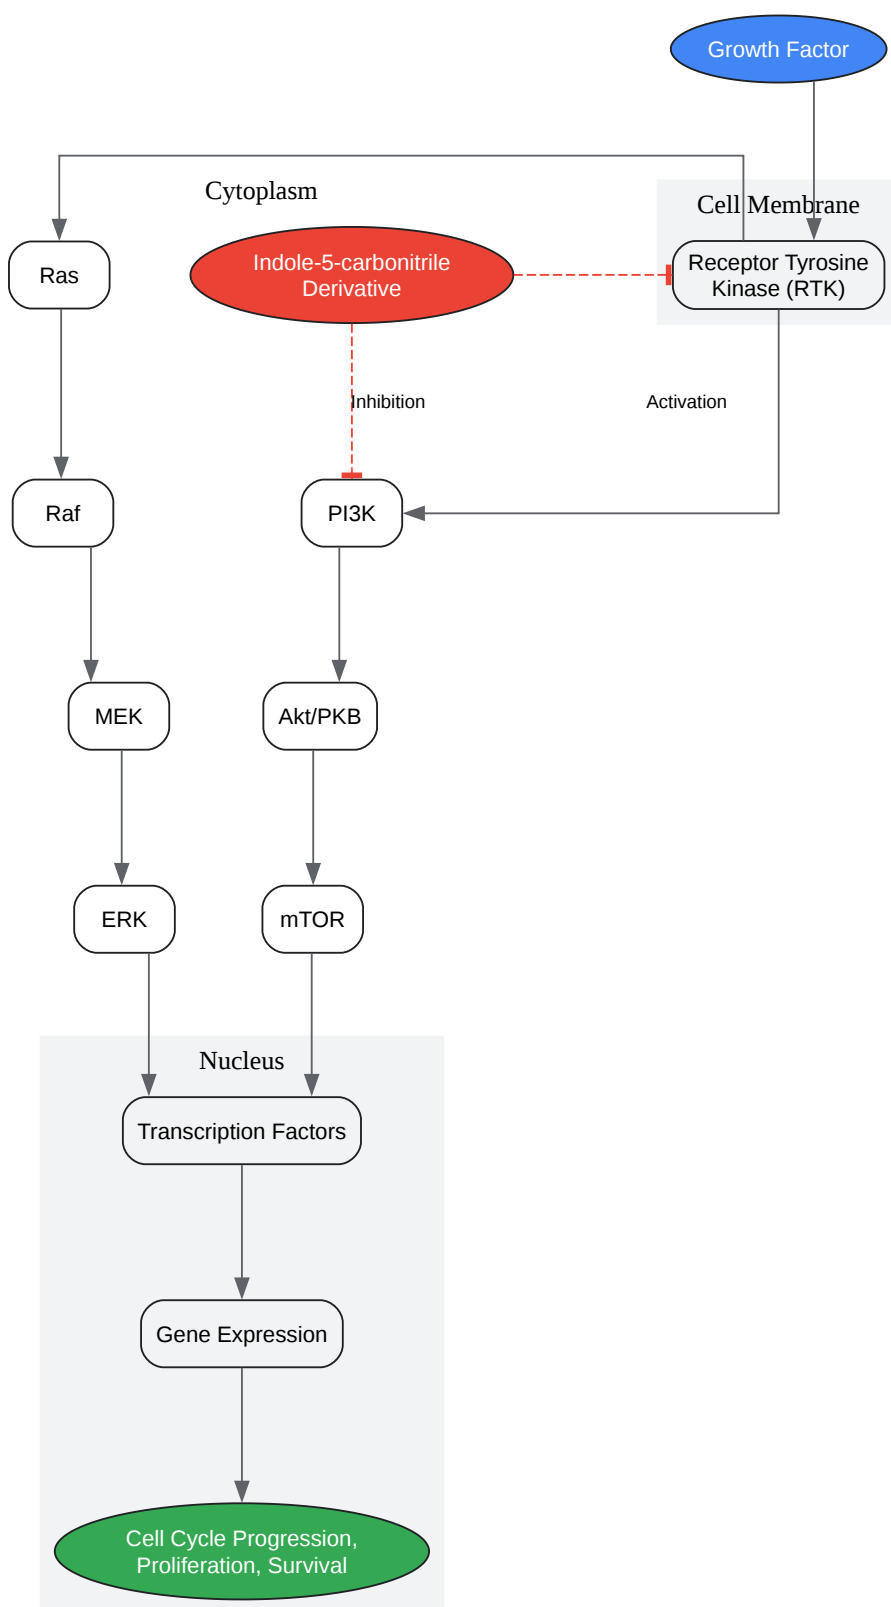 Growth Factor
Cytoplasm
Cell Membrane
Ras
Indole-5-carbonitrile
Derivative
Receptor Tyrosine
Kinase (RTK)
Inhibition
Activation
Raf
PI3K
MEK
Akt/PKB
ERK
mTOR
Nucleus
Transcription Factors
Gene Expression
Cell Cycle Progression,
Proliferation, Survival